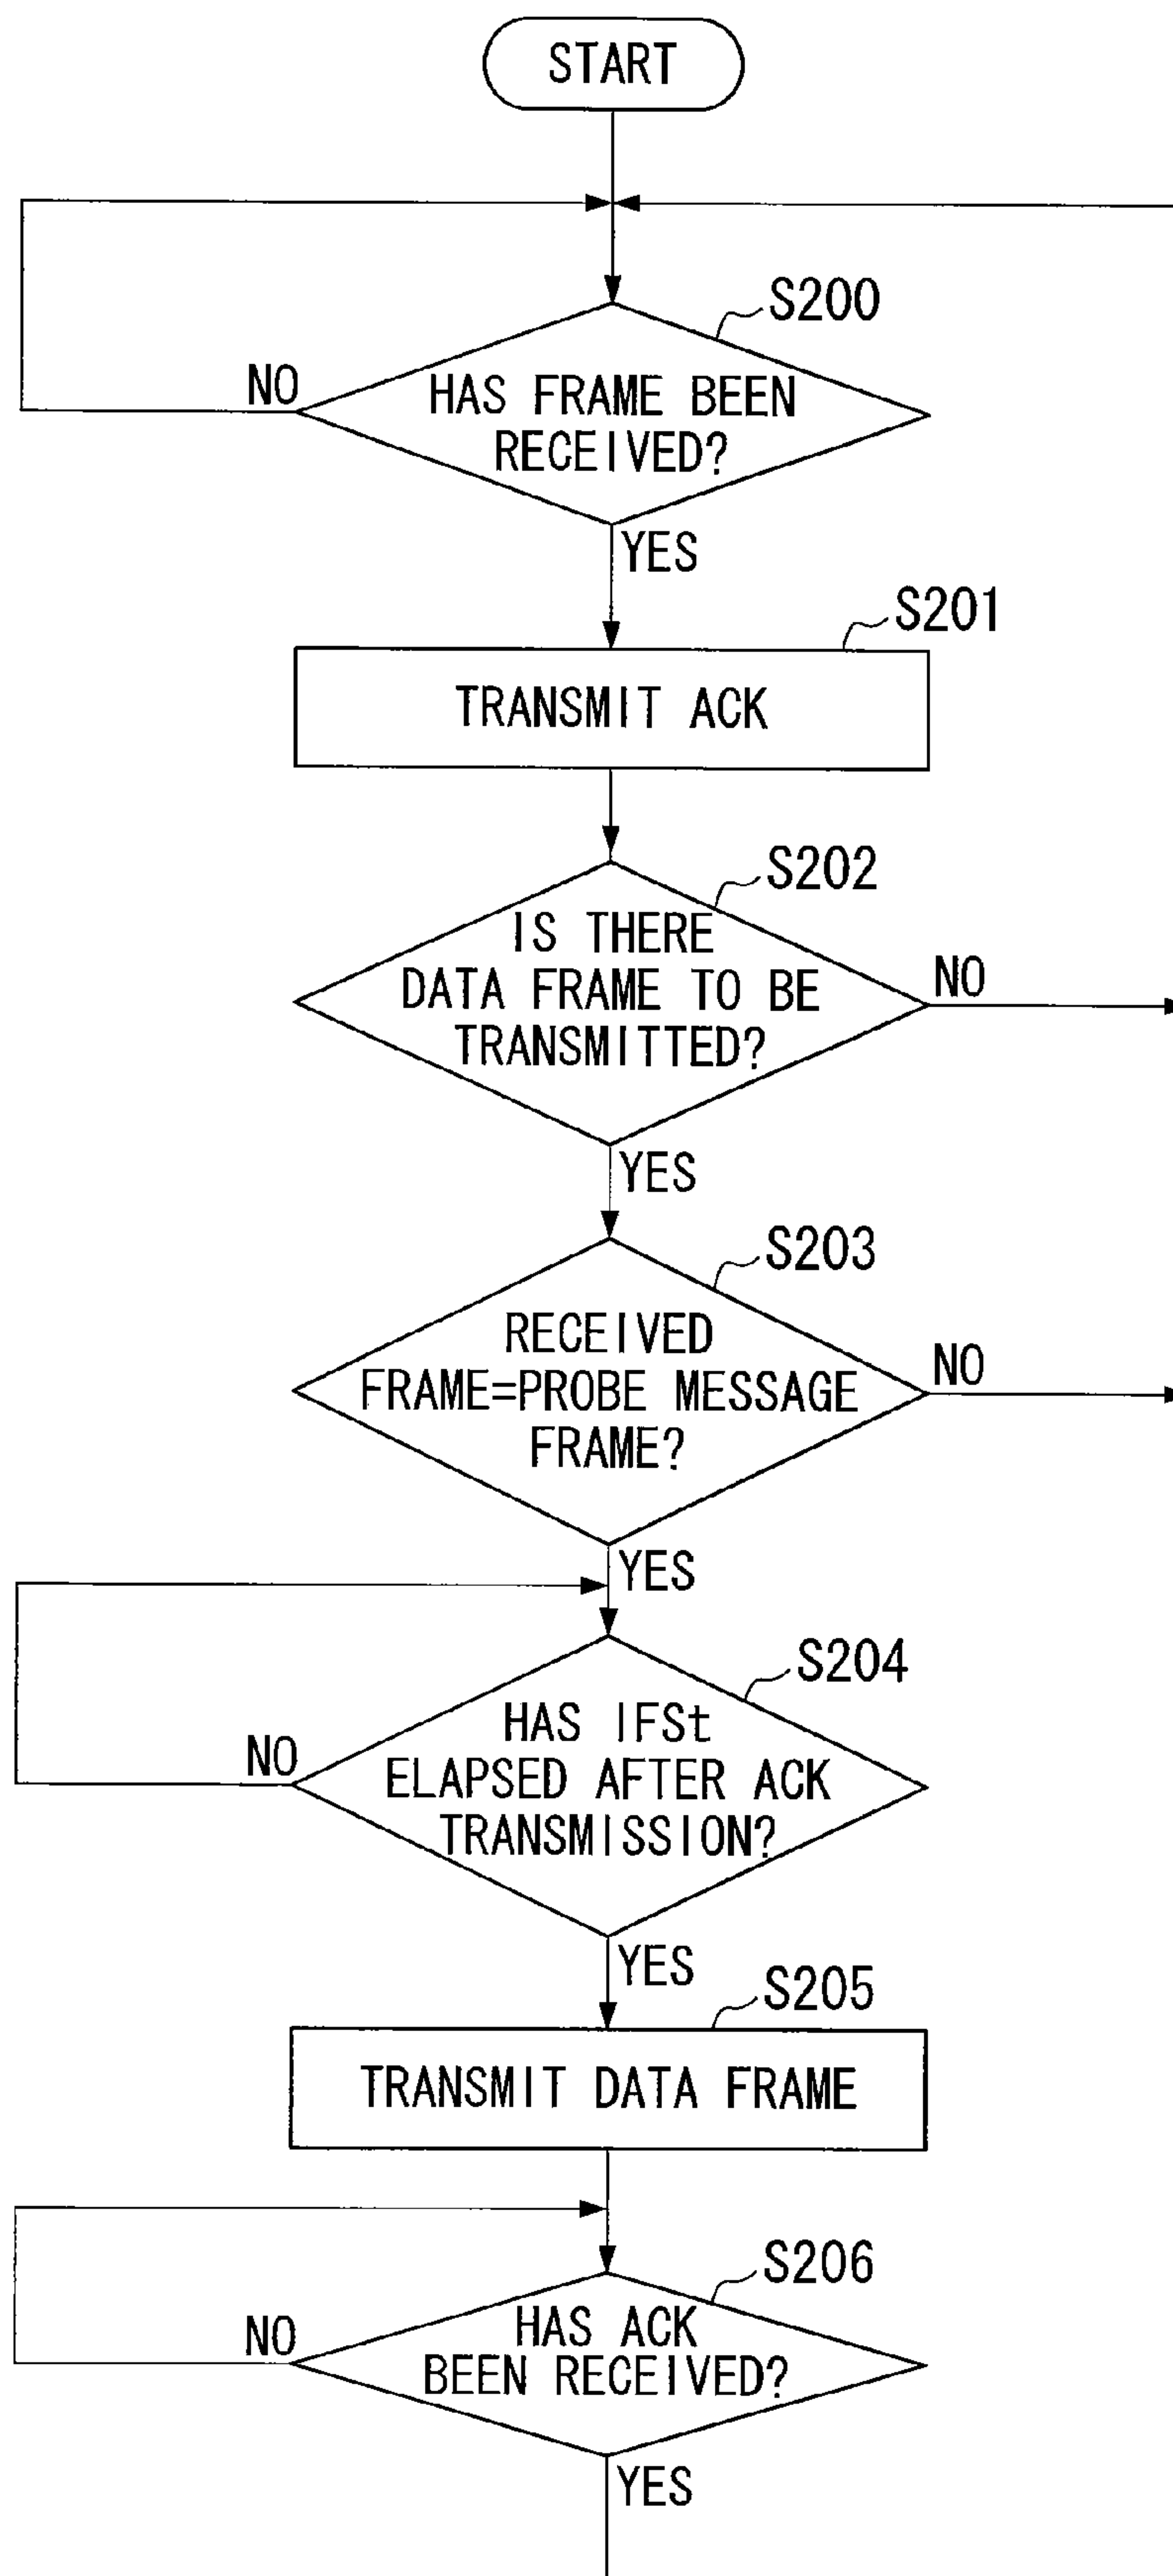 START
S200
NO
HAS FRAME BEEN
RECEIVED?
YES
S201
TRANSMIT ACK
S202
IS THERE
DATA FRAME TO BE
TRANSMITTED?
NO
YES
S203
RECEIVED
FRAME=PROBE MESSAGE
FRAME?
NO
YES
S204
HAS IFSt
ELAPSED AFTER ACK
TRANSMISSION?
NO
YES
S205
TRANSMIT DATA FRAME
S206
HAS ACK
BEEN RECEIVED?
NO
YES